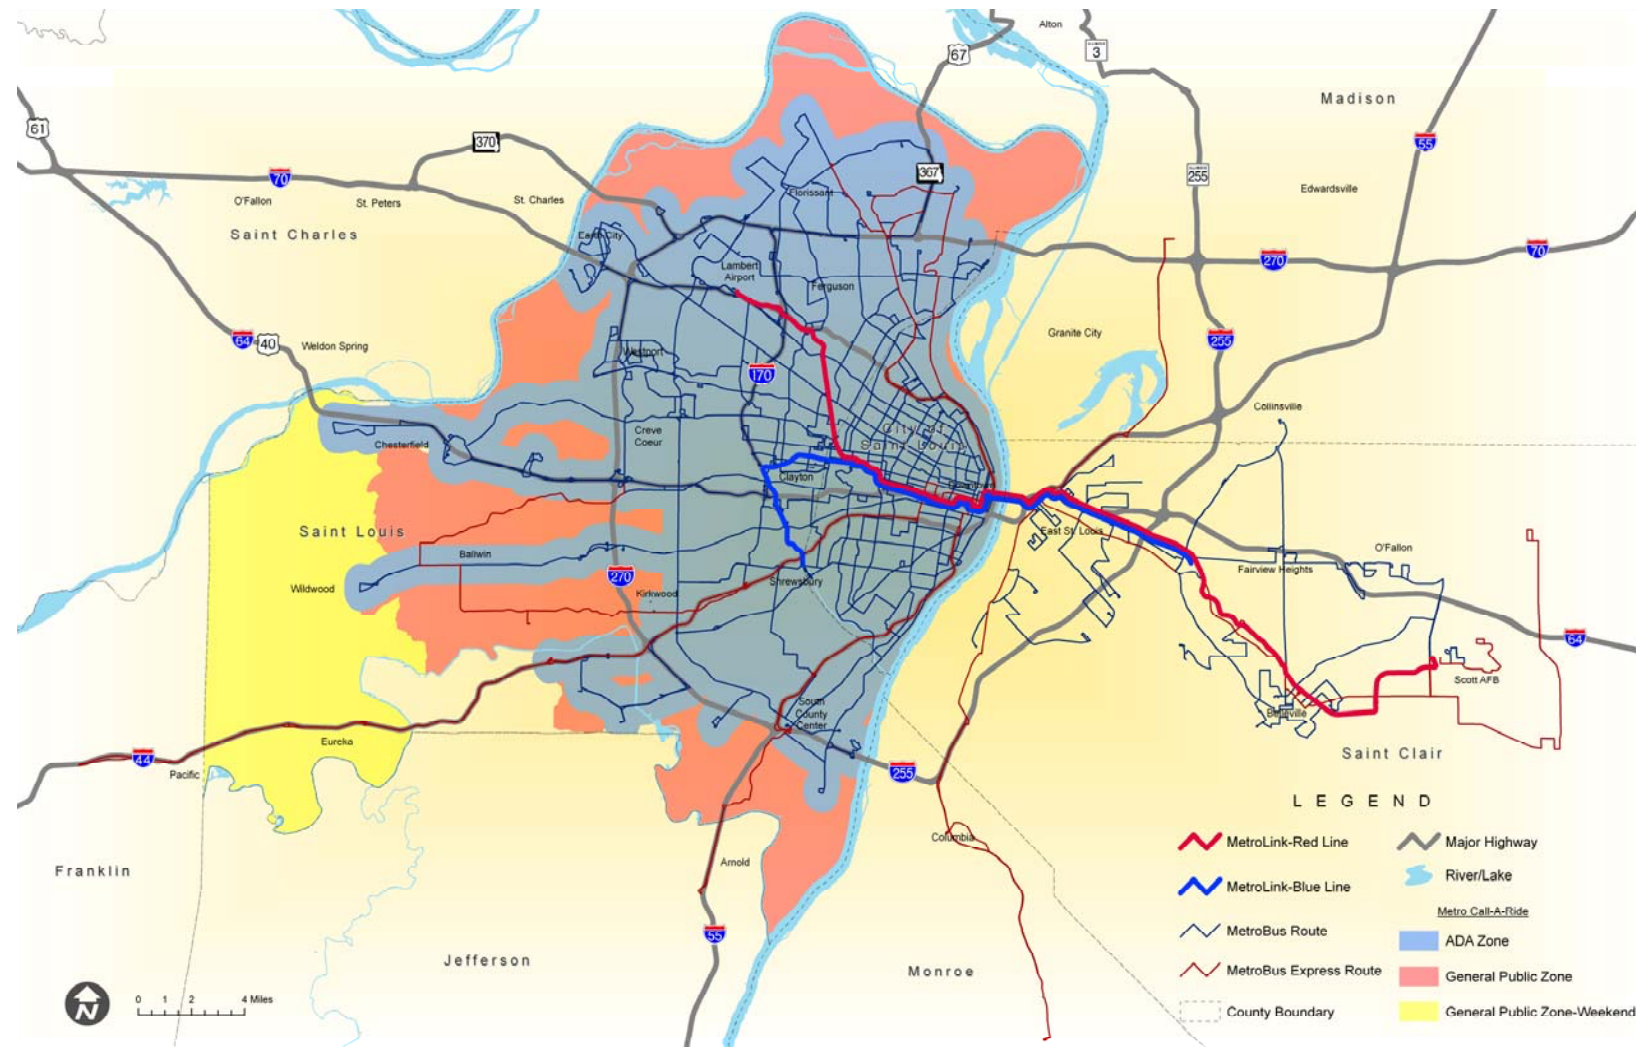 Alton
67
ILLINOIS
3
Madison
61
370
55
70
367
ILLINOIS
255
Florissant
Edwardsville
O'Fallon
St. Peters
St. Charles
Saint Charles
Earth City
70
270
Lambert
Airport
Ferguson
Granite City
64
40
Weldon Spring
255
Westport
170
Collinsville
Creve
Coeur
City of
Saint Louis
Chesterfield
Clayton
Downtown
Saint Louis
East St. Louis
O'Fallon
Ballwin
Fairview Heights
Wildwood
270
Kirkwood
Shrewsbury
64
Scott AFB
South
County
Center
Belleville
Eureka
44
Pacific
255
Saint Clair
Columbia
Arnold
Franklin
55
Jefferson
Monroe
N
0 1 2 4 Miles
LEGEND
MetroLink-Red Line
MetroLink-Blue Line
MetroBus Route
MetroBus Express Route
County Boundary
Major Highway
River/Lake
Metro Call-A-Ride
ADA Zone
General Public Zone
General Public Zone-Weekend